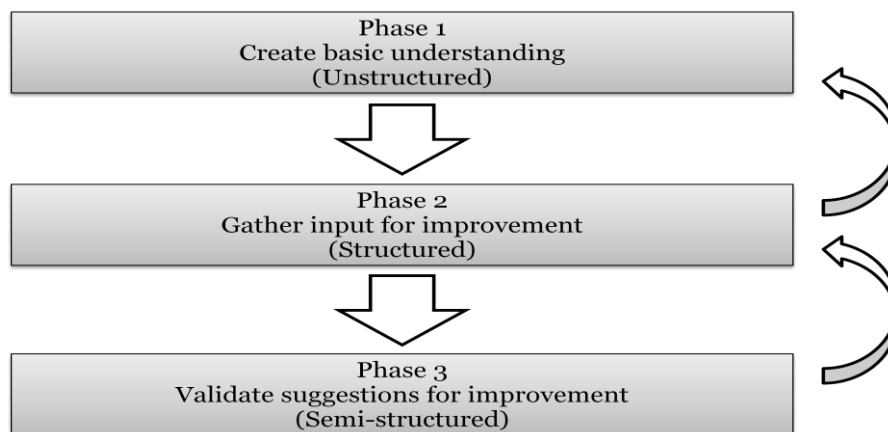 Phase 1
Create basic understanding
(Unstructured)
Phase 2
Gather input for improvement
(Structured)
Phase 3
Validate suggestions for improvement
(Semi-structured)